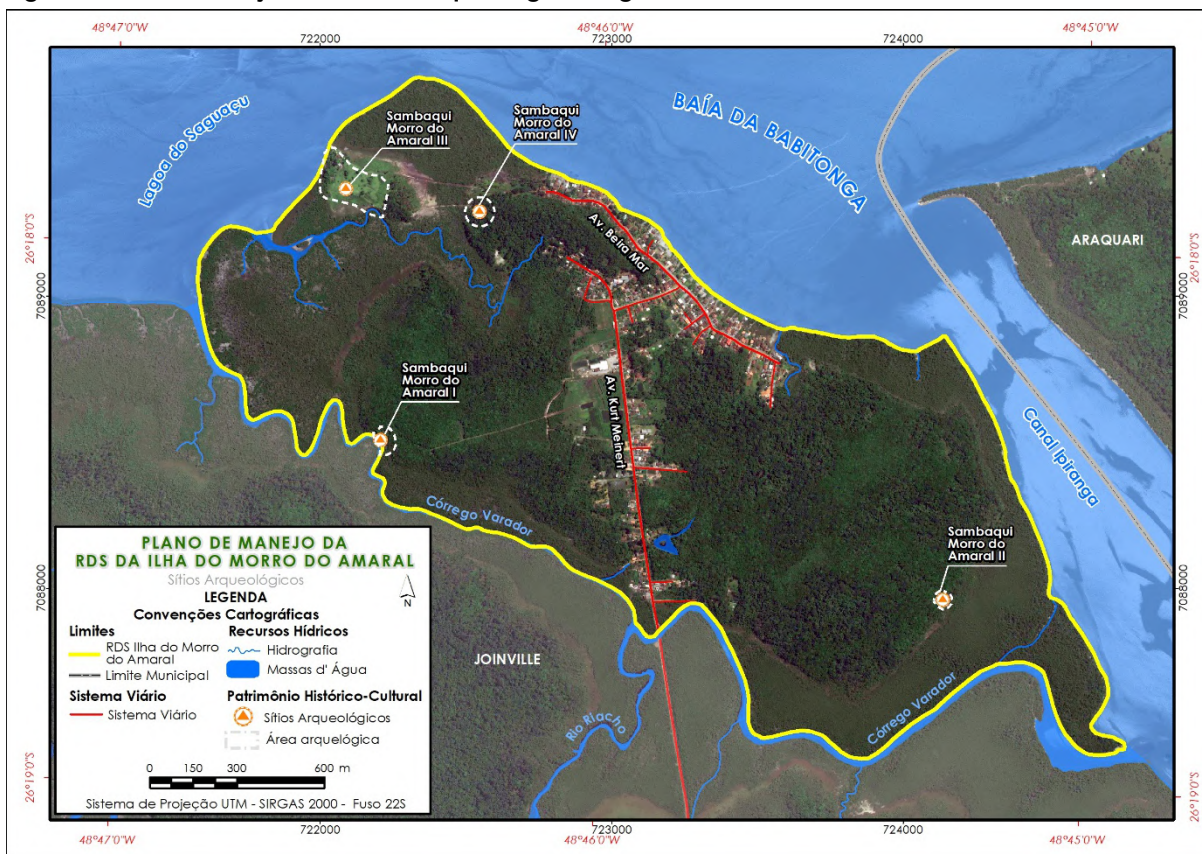 48°47'0"W
48°46'0"W
48°45'0"W
722000
723000
724000
Lagoa do Saguaçu
Sambaqui
Morro do
Amaral III
Sambaqui
Morro do
Amaral IV
BAÍA DA BABITONGA
ARAQUARI
26°18'0"S
26°18'0"S
7089000
7089000
Av. Beira Mar
Sambaqui
Morro do
Amaral I
Av. Kurt Meinert
Canal Ipiranga
Córrego Varador
Sambaqui
Morro do
Amaral II
7088000
7088000
PLANO DE MANEJO DA
RDS DA ILHA DO MORRO DO AMARAL
Sítios Arqueológicos
LEGENDA
N
Convenções Cartográficas
Limites
RDS Ilha do Morro
do Amaral
Limite Municipal
Recursos Hídricos
Hidrografia
Massas d' Água
Sistema Viário
Sistema Viário
Patrimônio Histórico-Cultural
Sítios Arqueológicos
Área arquelógica
0 150 300 600 m
Sistema de Projeção UTM - SIRGAS 2000 - Fuso 22S
JOINVILLE
Rio Riacho
Córrego Varador
26°19'0"S
26°19'0"S
722000
723000
724000
48°47'0"W
48°46'0"W
48°45'0"W